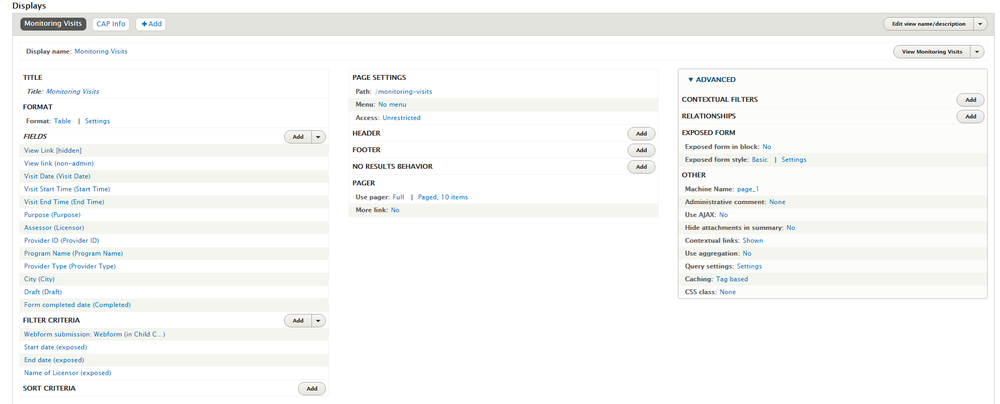 Displays
Monitoring Visits
CAP Info
Add
Edit view name/description
Display name: Monitoring Visits
View Monitoring Visits
TITLE
Title: Monitoring Visits
FORMAT
Format: Table | Settings
FIELDS
Add
View Link [hidden]
View link (non-admin)
Visit Date (Visit Date)
Visit Start Time (Start Time)
Visit End Time (End Time)
Purpose (Purpose)
Assessor (Licensor)
Provider ID (Provider ID)
Program Name (Program Name)
Provider Type (Provider Type)
City (City)
Draft (Draft)
Form completed date (Completed)
FILTER CRITERIA
Add
Webform submission: Webform (in Child C...)
Start date (exposed)
End date (exposed)
Name of Licensor (exposed)
SORT CRITERIA
Add
PAGE SETTINGS
Path: /monitoring-visits
Menu: No menu
Access: Unrestricted
HEADER
Add
FOOTER
Add
NO RESULTS BEHAVIOR
Add
PAGER
Use pager: Full | Paged, 10 items
More link: No
ADVANCED
CONTEXTUAL FILTERS
Add
RELATIONSHIPS
Add
EXPOSED FORM
Exposed form in block: No
Exposed form style: Basic | Settings
OTHER
Machine Name: page_1
Administrative comment: None
Use AJAX: No
Hide attachments in summary: No
Contextual links: Shown
Use aggregation: No
Query settings: Settings
Caching: Tag based
CSS class: None